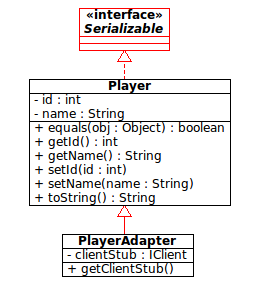 «interface»
Serializable
Player
- id : int
- name : String
+ equals(obj : Object) : boolean
+ getId() : int
+ getName() : String
+ setId(id : int)
+ setName(name : String)
+ toString() : String
PlayerAdapter
- clientStub : IClient
+ getClientStub()